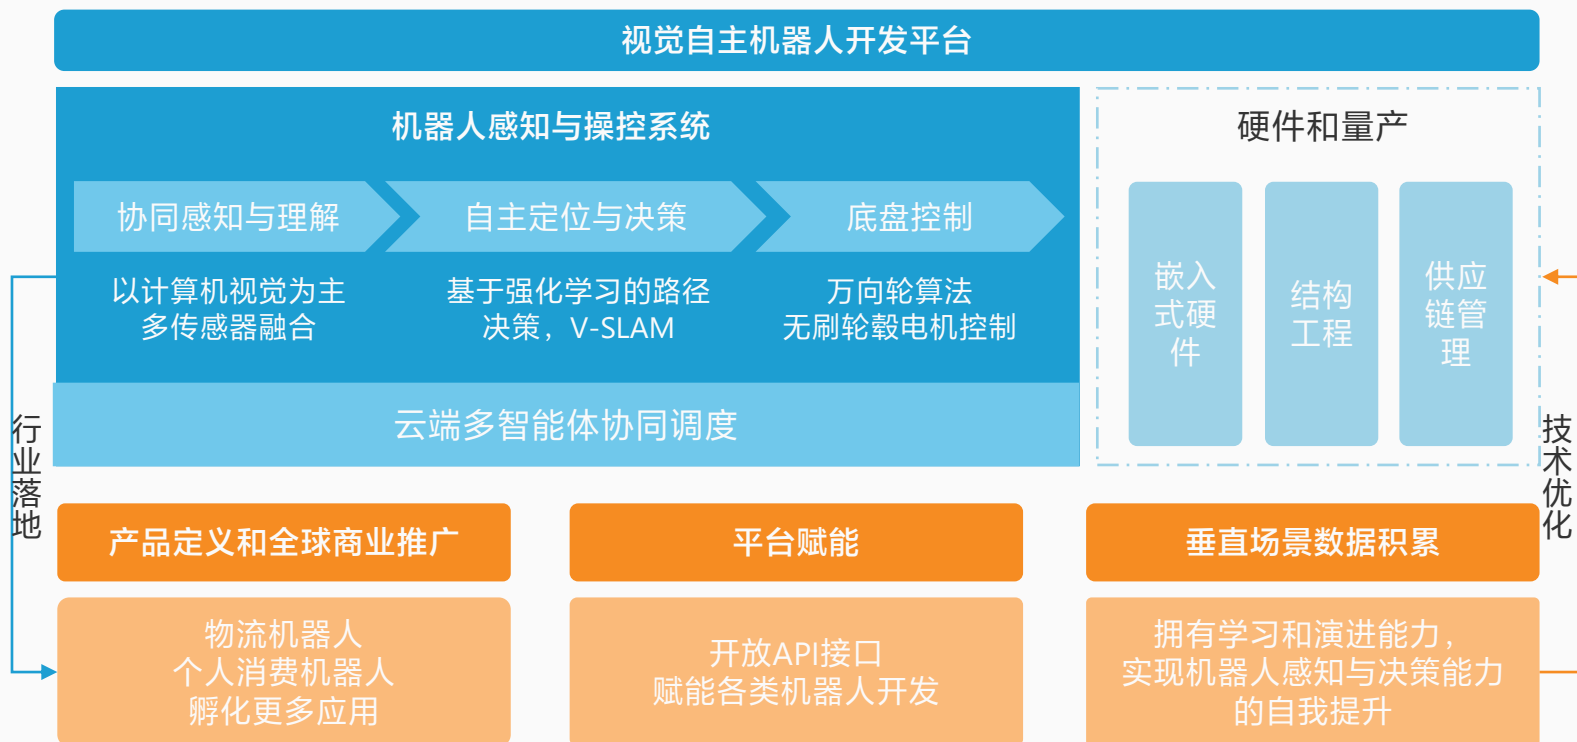 视觉自主机器人开发平台
机器人感知与操控系统
协同感知与理解
自主定位与决策
底盘控制
以计算机视觉为主
多传感器融合
基于强化学习的路径
决策，V-SLAM
万向轮算法
无刷轮毂电机控制
云端多智能体协同调度
硬件和量产
嵌入
式硬
件
结构
工程
供应
链管
理
行业落地
技术优化
产品定义和全球商业推广
物流机器人
个人消费机器人
孵化更多应用
平台赋能
开放API接口
赋能各类机器人开发
垂直场景数据积累
拥有学习和演进能力，
实现机器人感知与决策能力
的自我提升